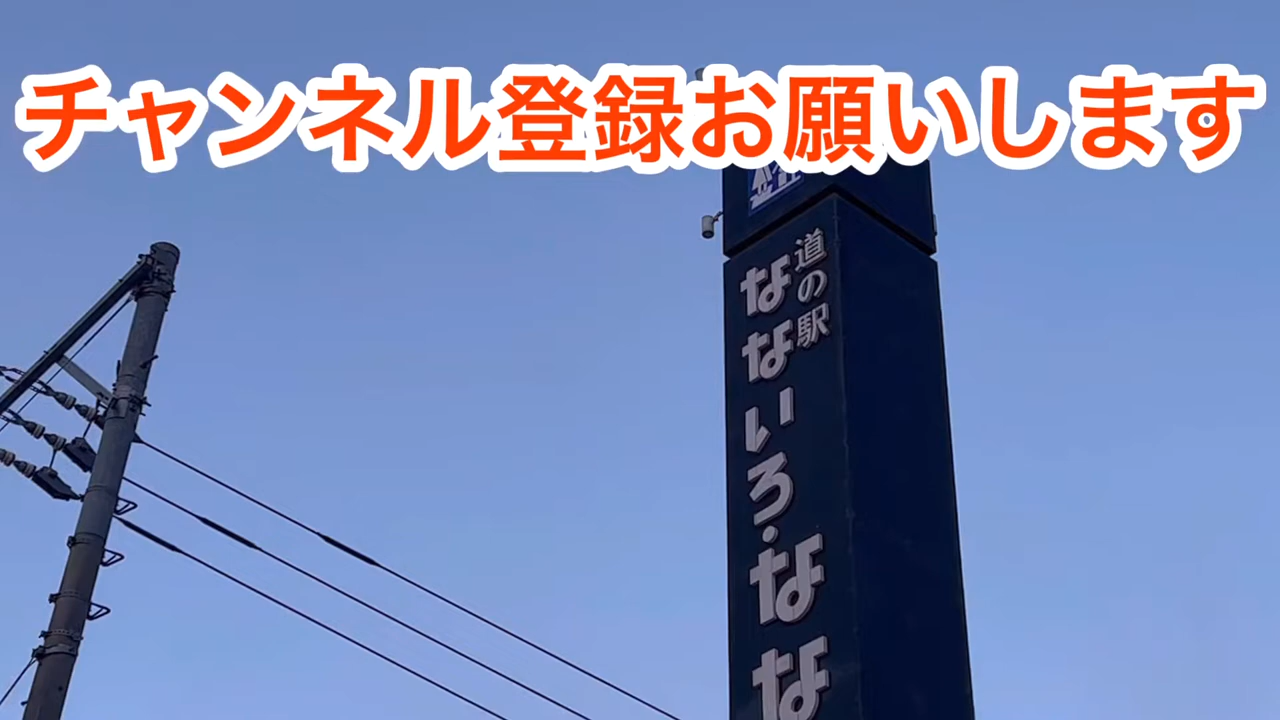 チャンネル登録お願いします
道の駅
なないろ・なな